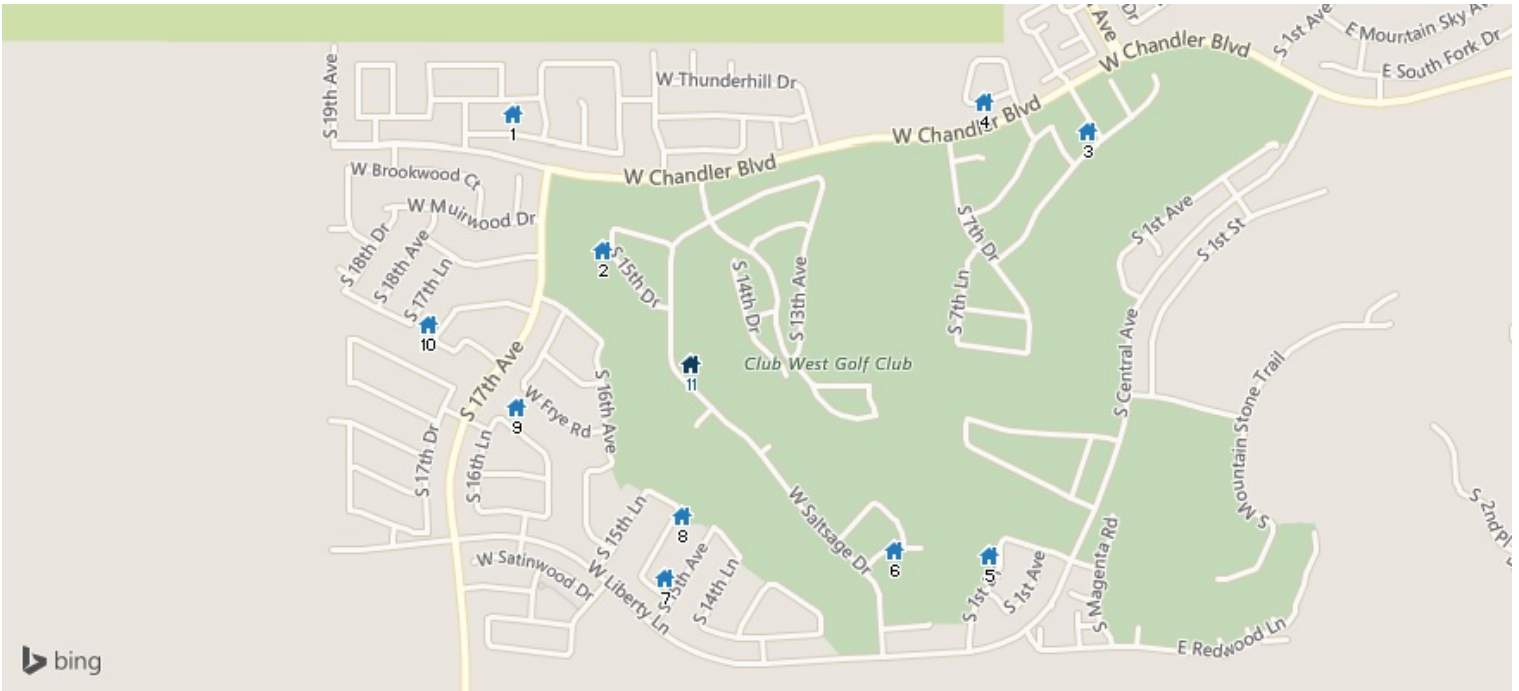 Ave
Dr
S 1st Ave
E Mountain Sky Av
E South Fork Dr
W Chandler Blvd
S 19th Ave
W Thunderhill Dr
1
4
W Chandler Blvd
3
W Chandler Blvd
W Brookwood Ct
W Muirwood Dr
S 18th Dr
S 18th Ave
S 17th Ln
2
S 15th Dr
S 14th Dr
S 13th Ave
S 7th Dr
S 7th Ln
S 1st Ave
S 1st St
10
S 17th Ave
11
Club West Golf Club
S Central Ave
S Mountain Stone Trail
9
W Frye Rd
S 16th Ave
S 17th Dr
S 16th Ln
W Saltsage Dr
S 2nd Pl
S 15th Ln
8
6
5
S 1st
S 1st Ave
S Magenta Rd
W Satinwood Dr
W Liberty Ln
7
S 15th Ave
S 14th Ln
E Redwood Ln
bing